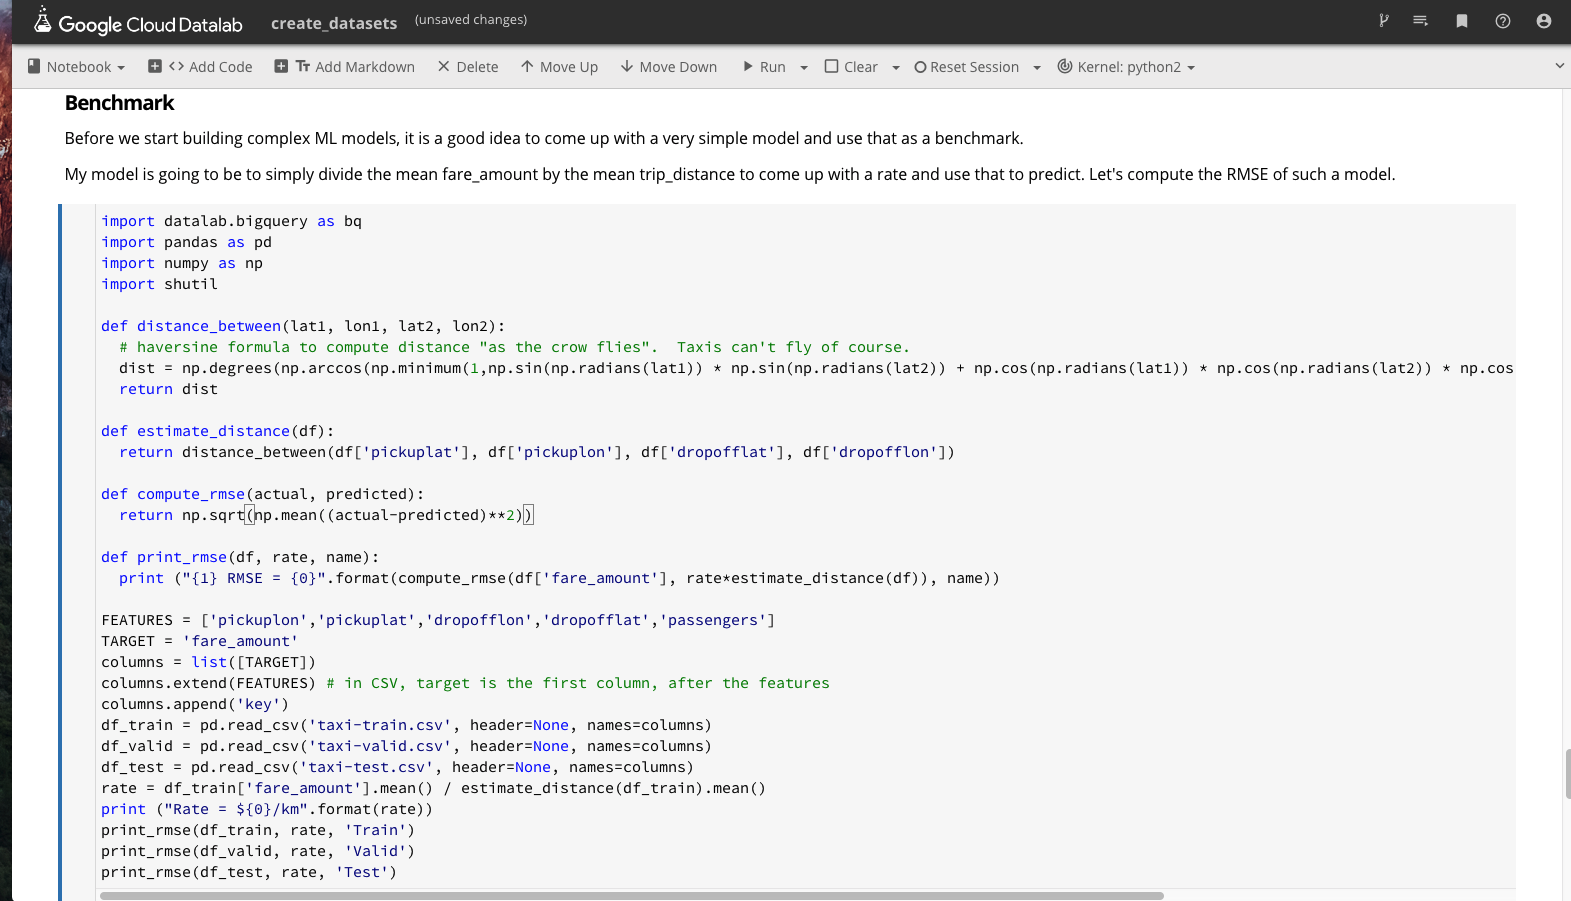 Google Cloud Datalab create_datasets (unsaved changes)
Notebook Add Code Add Markdown Delete Move Up Move Down Run Clear Reset Session Kernel: python2
Benchmark
Before we start building complex ML models, it is a good idea to come up with a very simple model and use that as a benchmark.
My model is going to be to simply divide the mean fare_amount by the mean trip_distance to come up with a rate and use that to predict. Let's compute the RMSE of such a model.
import datalab.bigquery as bq
import pandas as pd
import numpy as np
import shutil
def distance_between(lat1, lon1, lat2, lon2):
# haversine formula to compute distance "as the crow flies".  Taxis can't fly of course.
dist = np.degrees(np.arccos(np.minimum(1,np.sin(np.radians(lat1)) * np.sin(np.radians(lat2)) + np.cos(np.radians(lat1)) * np.cos(np.radians(lat2)) * np.cos
return dist
def estimate_distance(df):
return distance_between(df['pickuplat'], df['pickuplon'], df['dropofflat'], df['dropofflon'])
def compute_rmse(actual, predicted):
return np.sqrt(np.mean((actual-predicted)**2))
def print_rmse(df, rate, name):
print ("{1} RMSE = {0}".format(compute_rmse(df['fare_amount'], rate*estimate_distance(df)), name))
FEATURES = ['pickuplon','pickuplat','dropofflon','dropofflat','passengers']
TARGET = 'fare_amount'
columns = list([TARGET])
columns.extend(FEATURES) # in CSV, target is the first column, after the features
columns.append('key')
df_train = pd.read_csv('taxi-train.csv', header=None, names=columns)
df_valid = pd.read_csv('taxi-valid.csv', header=None, names=columns)
df_test = pd.read_csv('taxi-test.csv', header=None, names=columns)
rate = df_train['fare_amount'].mean() / estimate_distance(df_train).mean()
print ("Rate = ${0}/km".format(rate))
print_rmse(df_train, rate, 'Train')
print_rmse(df_valid, rate, 'Valid')
print_rmse(df_test, rate, 'Test')